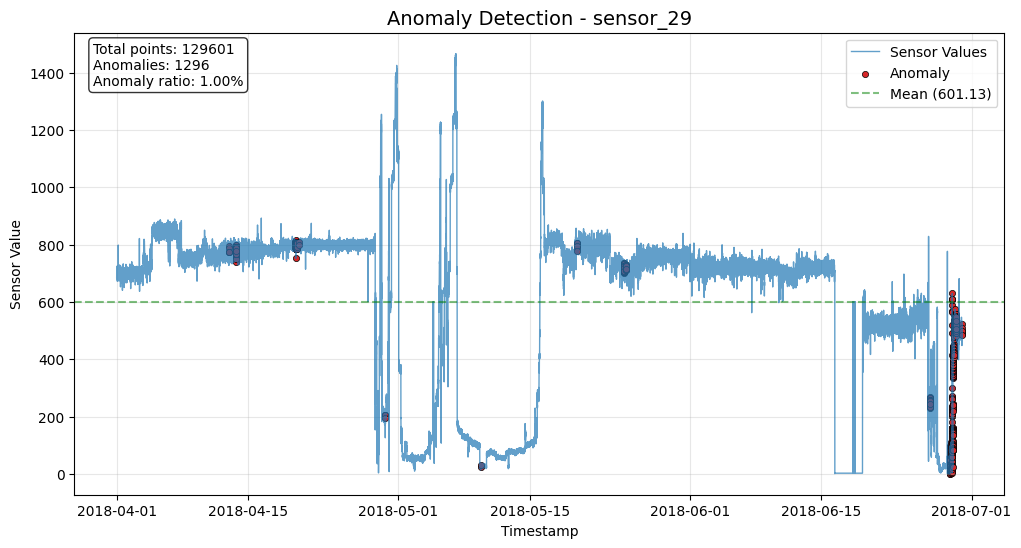 Anomaly Detection - sensor_29
Total points: 129601
Anomalies: 1296
Anomaly ratio: 1.00%
Sensor Values
Anomaly
Mean (601.13)
Sensor Value
1400
1200
1000
800
600
400
200
0
2018-04-01
2018-04-15
2018-05-01
2018-05-15
2018-06-01
2018-06-15
2018-07-01
Timestamp